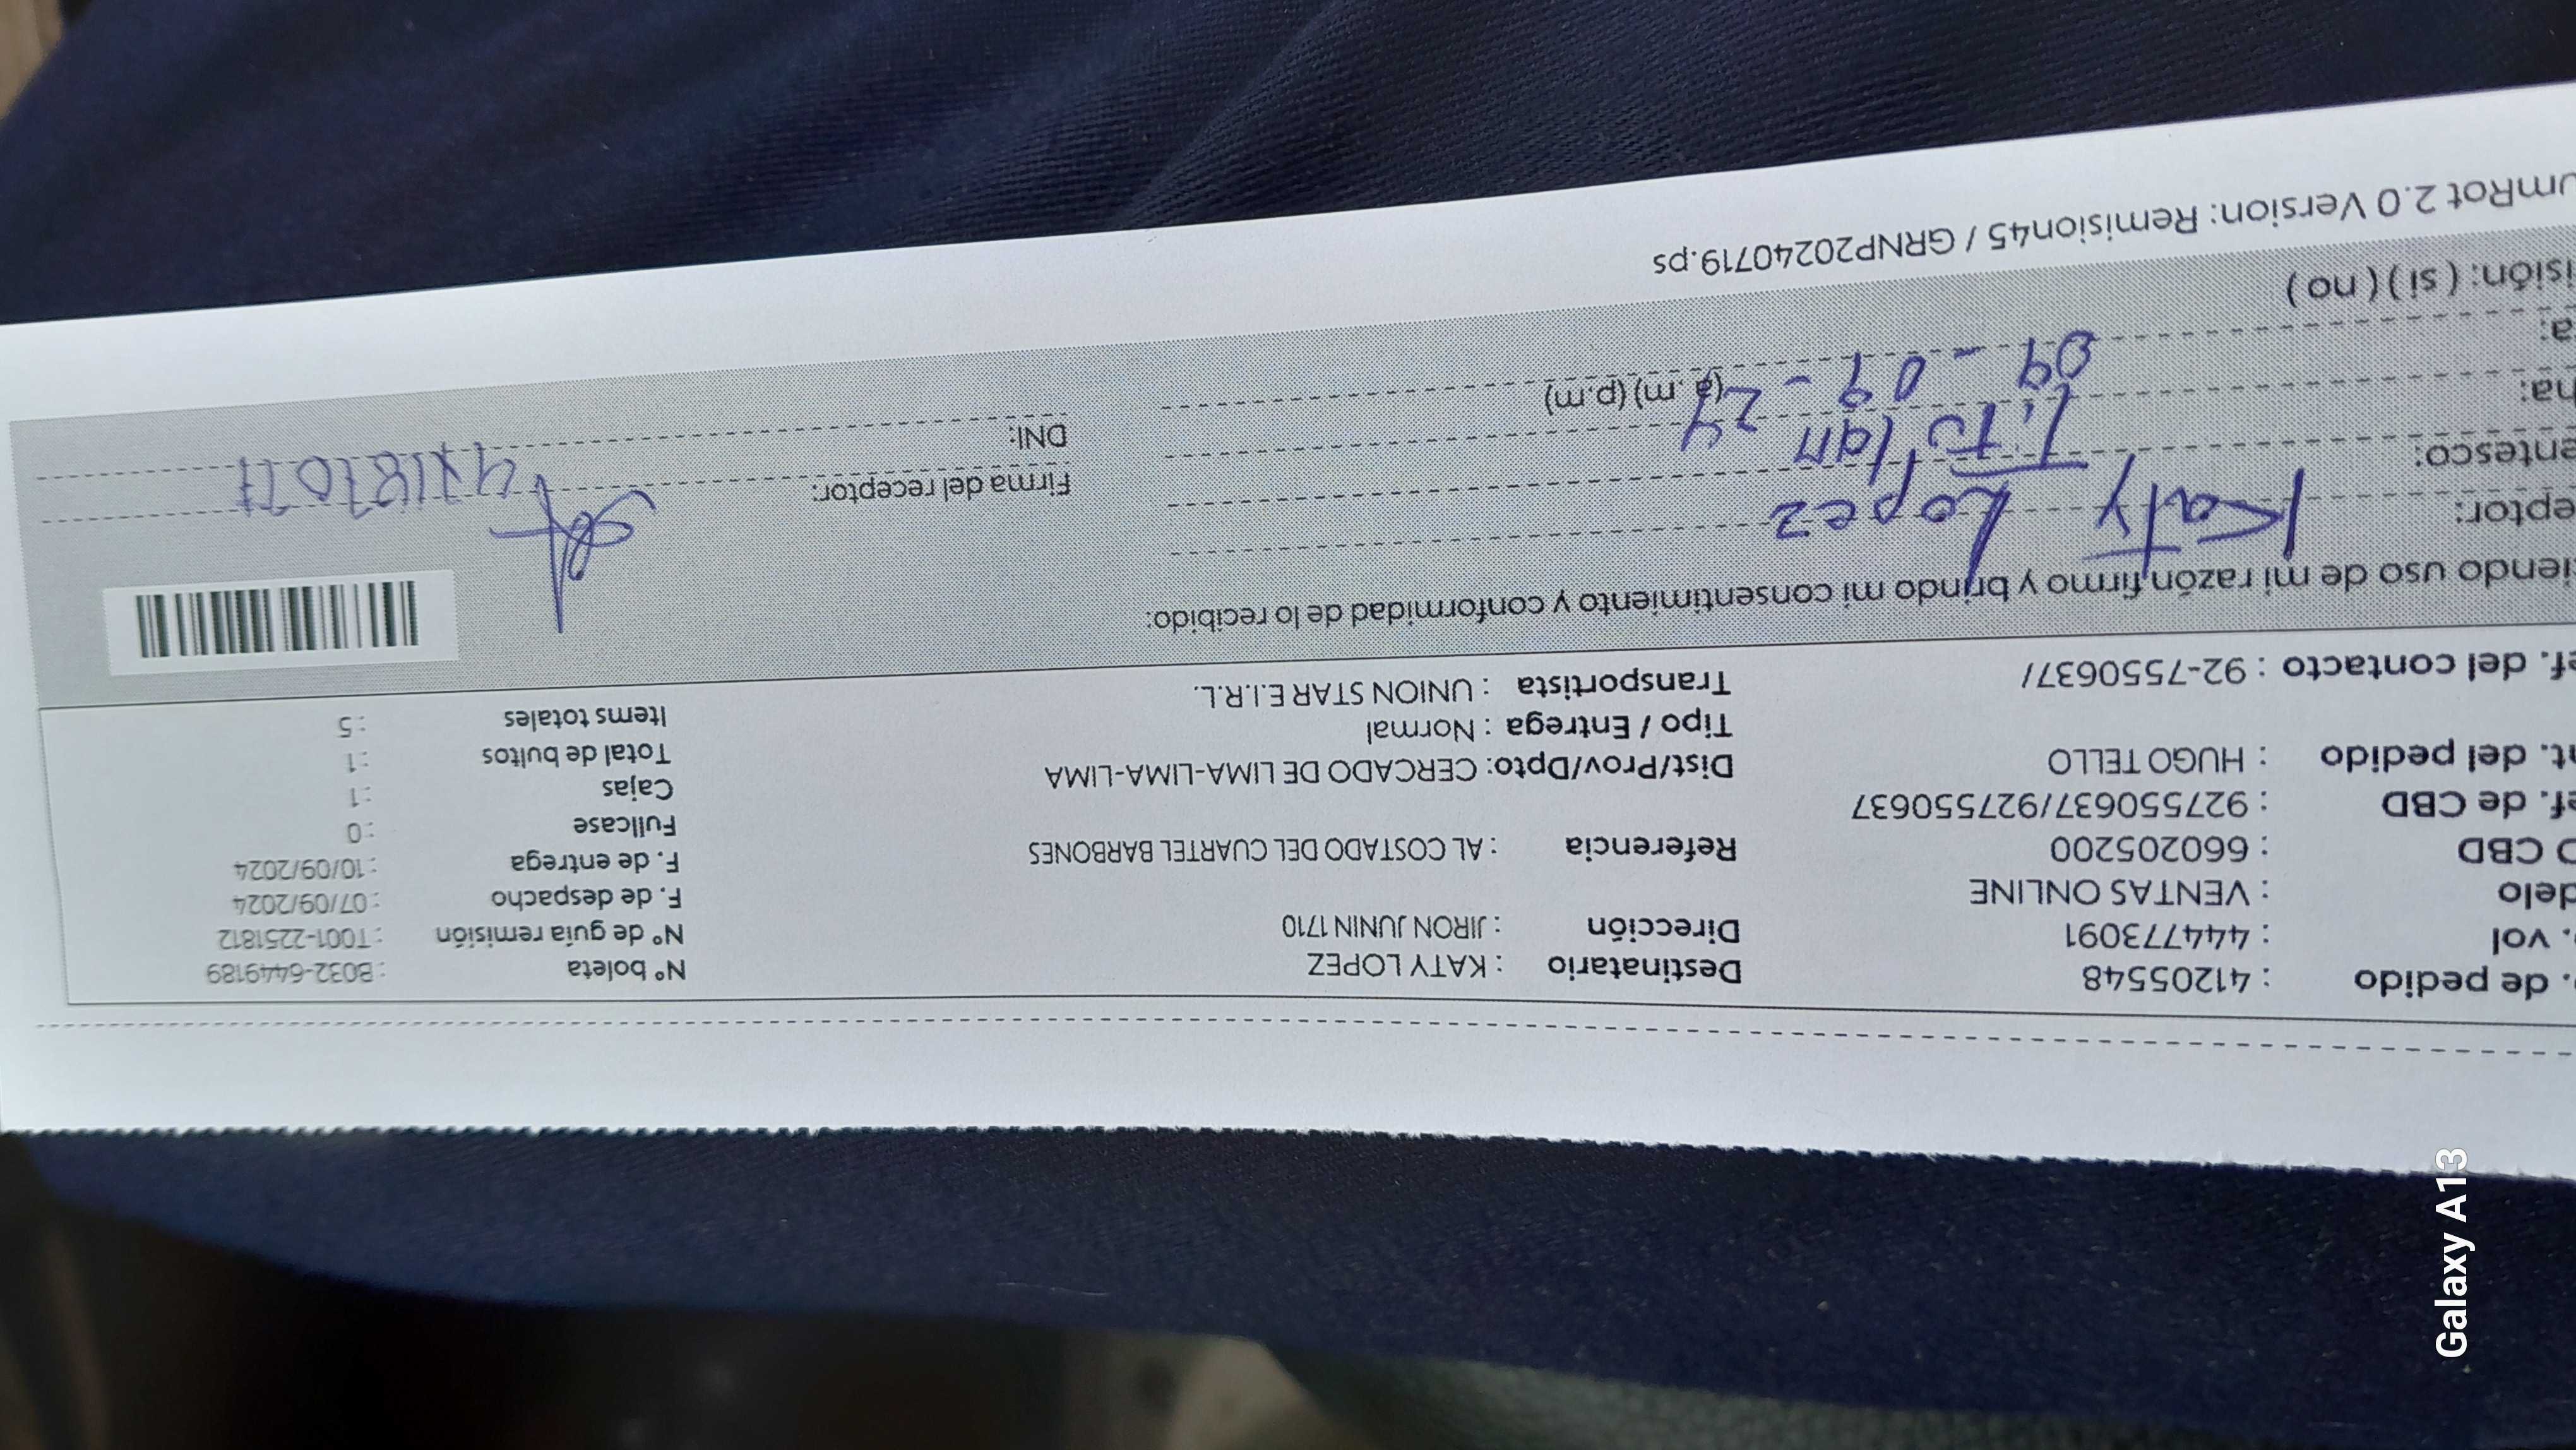 . de pedido : 41205548
. vol : 444773091
delo : VENTAS ONLINE
D CBD : 660205200
ef. de CBD : 927550637/927550637
nt. del pedido : HUGO TELLO
ef. del contacto : 92-7550637/
Destinatario : KATY LOPEZ
Dirección : JIRON JUNIN 1710
Referencia : AL COSTADO DEL CUARTEL BARBONES
Dist/Prov/Dpto: CERCADO DE LIMA-LIMA-LIMA
Tipo / Entrega : Normal
Transportista : UNION STAR E.I.R.L.
Nº boleta : B032-6449189
Nº de guía remisión : T001-2251812
F. de despacho : 07/09/2024
F. de entrega : 10/09/2024
Fullcase : 0
Cajas : 1
Total de bultos : 1
Items totales : 5
iendo uso de mi razón firmo y brindo mi consentimiento y conformidad de lo recibido:
eptor: Katy Lopez
entesco: Titular
ha: 09-09-24
a: (a.m) (p.m)
isión: ( si ) ( no )
Firma del receptor:
DNI:
umRot 2.0 Version: Remision45 / GRNP20240719.ps
Galaxy A13